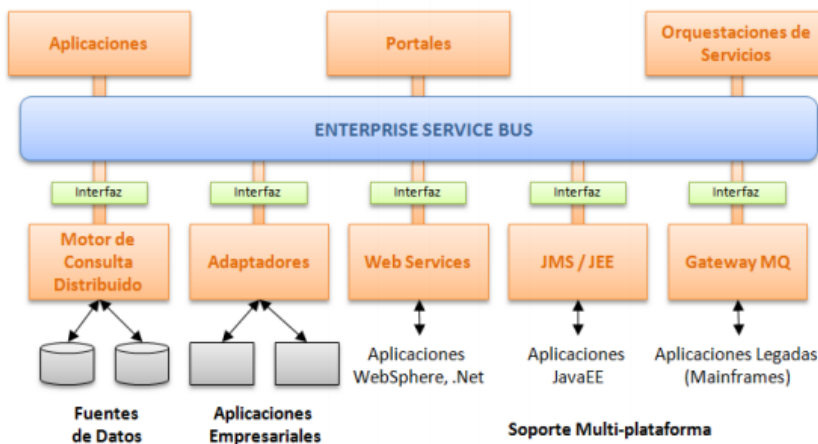 Aplicaciones
Portales
Orquestaciones de
Servicios
ENTERPRISE SERVICE BUS
Interfaz
Interfaz
Interfaz
Interfaz
Interfaz
Motor de
Consulta
Distribuido
Adaptadores
Web Services
JMS / JEE
Gateway MQ
Aplicaciones
WebSphere, .Net
Aplicaciones
JavaEE
Aplicaciones Legadas
(Mainframes)
Fuentes
de Datos
Aplicaciones
Empresariales
Soporte Multi-plataforma